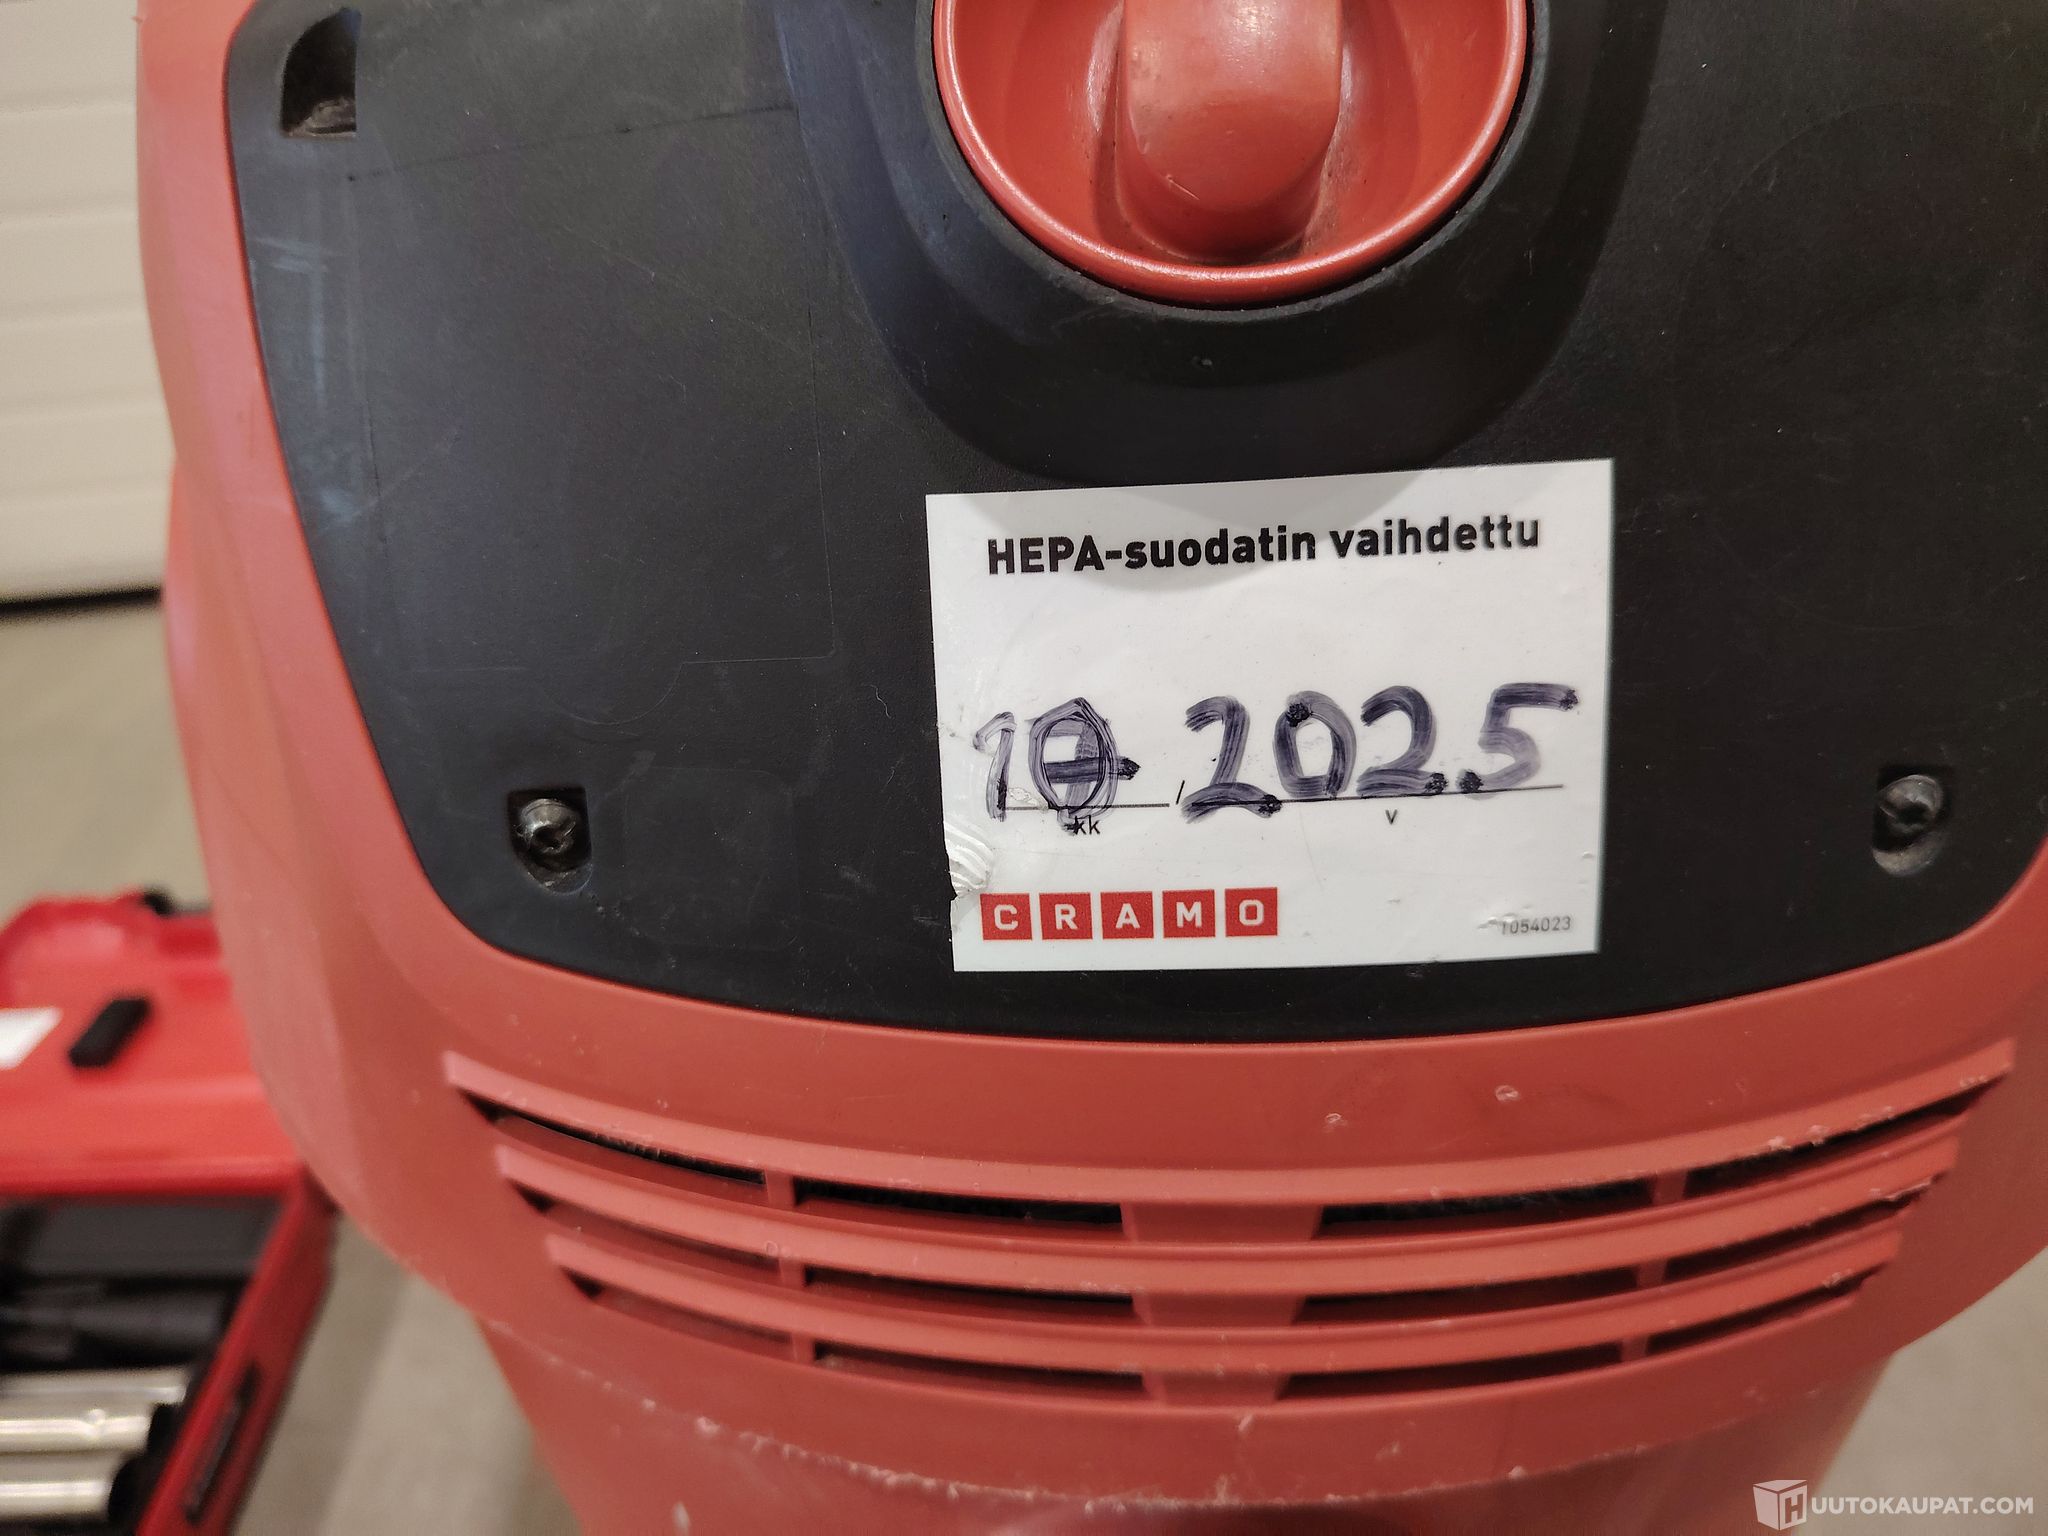 HEPA-suodatin vaihdettu
10 / 2025
kk v
CRAMO
1054023
HUUTOKAUPAT.COM